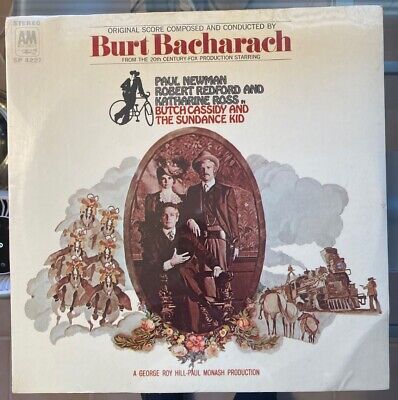 STEREO
A&M
SP 4227
ORIGINAL SCORE COMPOSED AND CONDUCTED BY
Burt Bacharach
FROM THE 20th CENTURY-FOX PRODUCTION STARRING
PAUL NEWMAN
ROBERT REDFORD AND
KATHARINE ROSS IN
BUTCH CASSIDY AND
THE SUNDANCE KID
A GEORGE ROY HILL-PAUL MONASH PRODUCTION